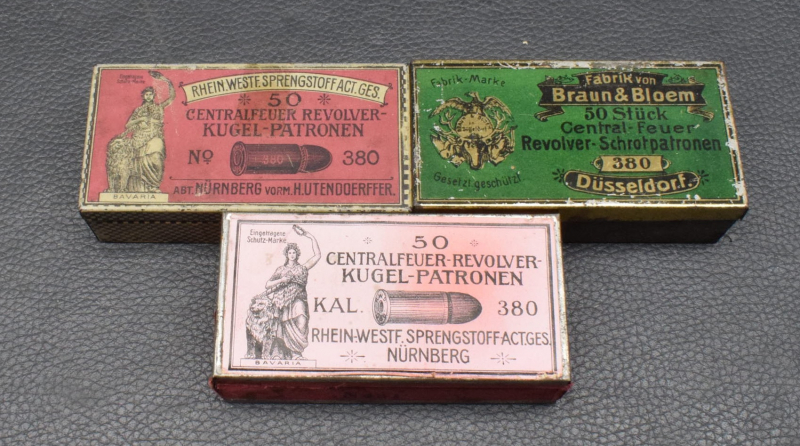 Eingetragene
Schutz-Marke
RHEIN. WESTF. SPRENGSTOFF ACT. GES.
50
CENTRALFEUER REVOLVER-
KUGEL-PATRONEN
No 380 380
ABT. NÜRNBERG VORM. H. UTENDOERFFER.
BAVARIA
Fabrik-Marke
Gesetzl. geschützt
Fabrik von
Braun & Bloem
50 Stück
Central-Feuer
Revolver-Schrotpatronen
380
Düsseldorf.
Eingetragene
Schutz-Marke
50
CENTRALFEUER-REVOLVER-
KUGEL-PATRONEN
KAL. 380
RHEIN.-WESTF. SPRENGSTOFF ACT. GES.
NÜRNBERG
BAVARIA